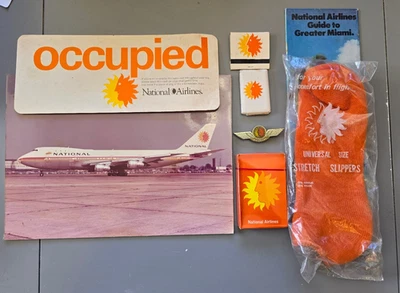 occupied
National Airlines.
NATIONAL
National Airlines
Guide to
Greater Miami.
For your
comfort in flight.
UNIVERSAL SIZE
STRETCH SLIPPERS
National Airlines